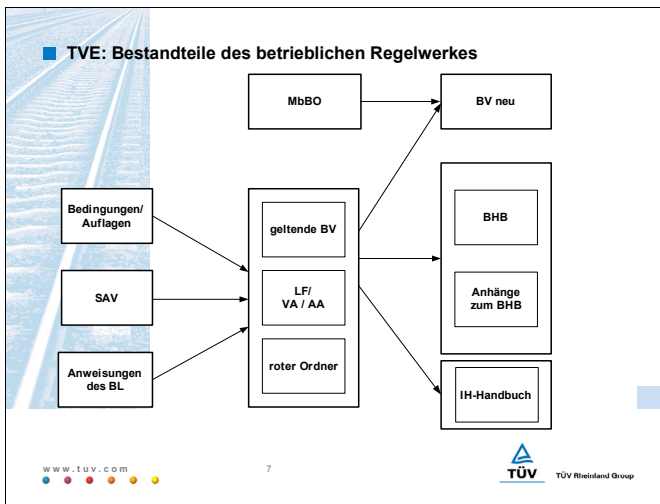 TVE: Bestandteile des betrieblichen Regelwerkes
MbBO
BV neu
Bedingungen/
Auflagen
geltende BV
BHB
SAV
LF/
VA / AA
Anhänge
zum BHB
Anweisungen
des BL
roter Ordner
IH-Handbuch
www.tuv.com
7
TÜV
TÜV Rheinland Group